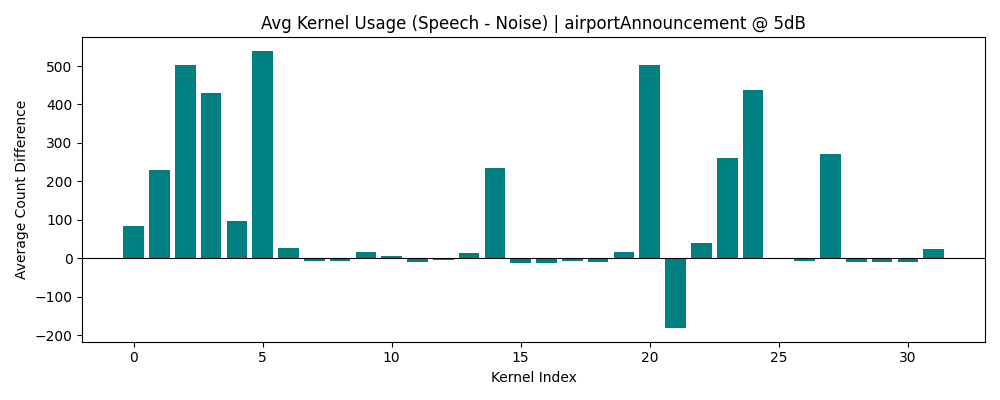 Avg Kernel Usage (Speech - Noise) | airportAnnouncement @ 5dB
Average Count Difference
500
400
300
200
100
0
−100
−200
0 5 10 15 20 25 30
Kernel Index